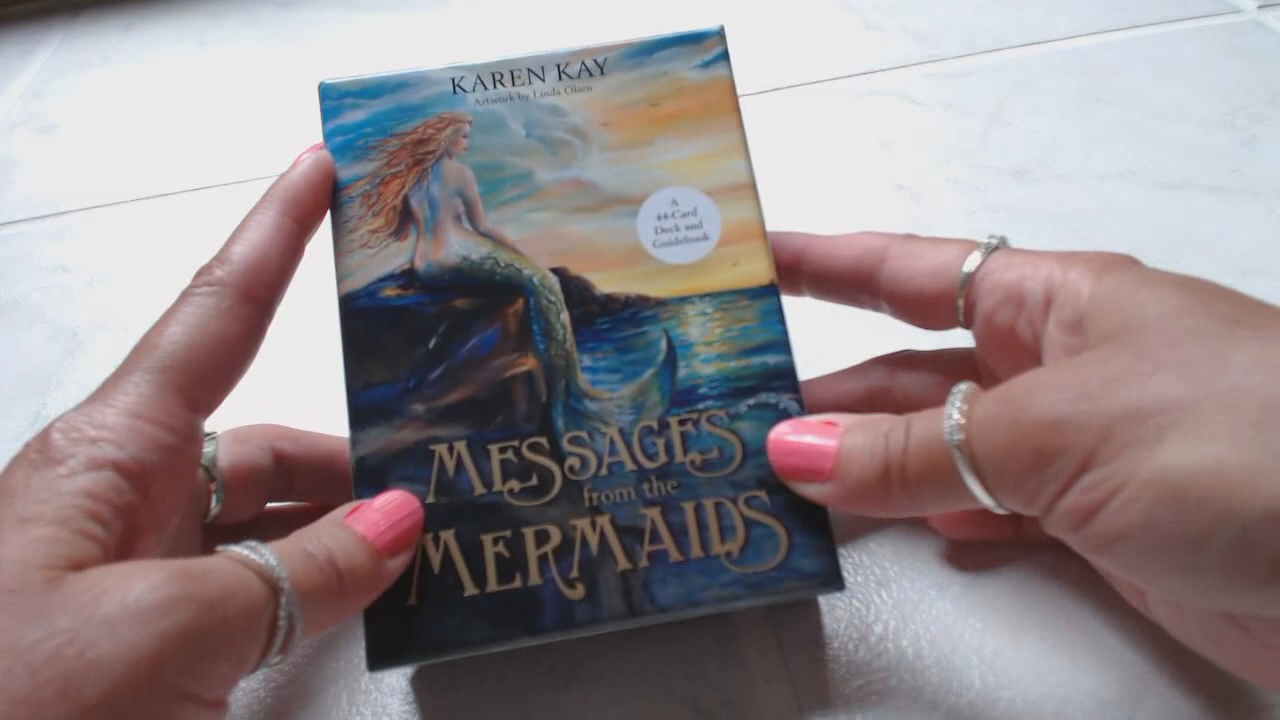 KAREN KAY
Artwork by Linda Olsen
A
44-Card
Deck and
Guidebook
MESSAGES
from the
MERMAIDS